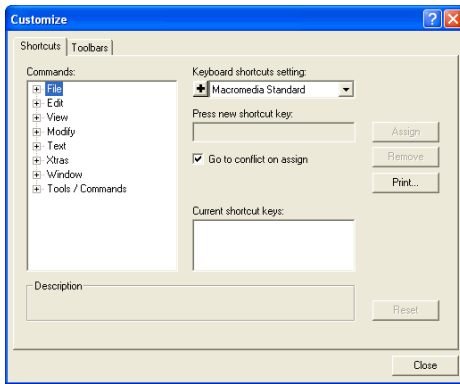 Customize
Shortcuts Toolbars
Commands:
File
Edit
View
Modify
Text
Xtras
Window
Tools / Commands
Keyboard shortcuts setting:
Macromedia Standard
Press new shortcut key:
Go to conflict on assign
Assign
Remove
Print...
Current shortcut keys:
Description
Reset
Close